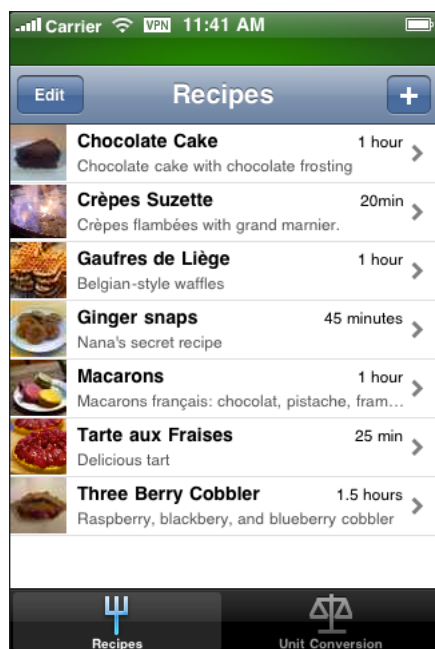 Carrier VPN 11:41 AM
Edit Recipes +
Chocolate Cake 1 hour
Chocolate cake with chocolate frosting
Crèpes Suzette 20min
Crèpes flambées with grand marnier.
Gaufres de Liège 1 hour
Belgian-style waffles
Ginger snaps 45 minutes
Nana's secret recipe
Macarons 1 hour
Macarons français: chocolat, pistache, fram…
Tarte aux Fraises 25 min
Delicious tart
Three Berry Cobbler 1.5 hours
Raspberry, blackbery, and blueberry cobbler
Recipes Unit Conversion